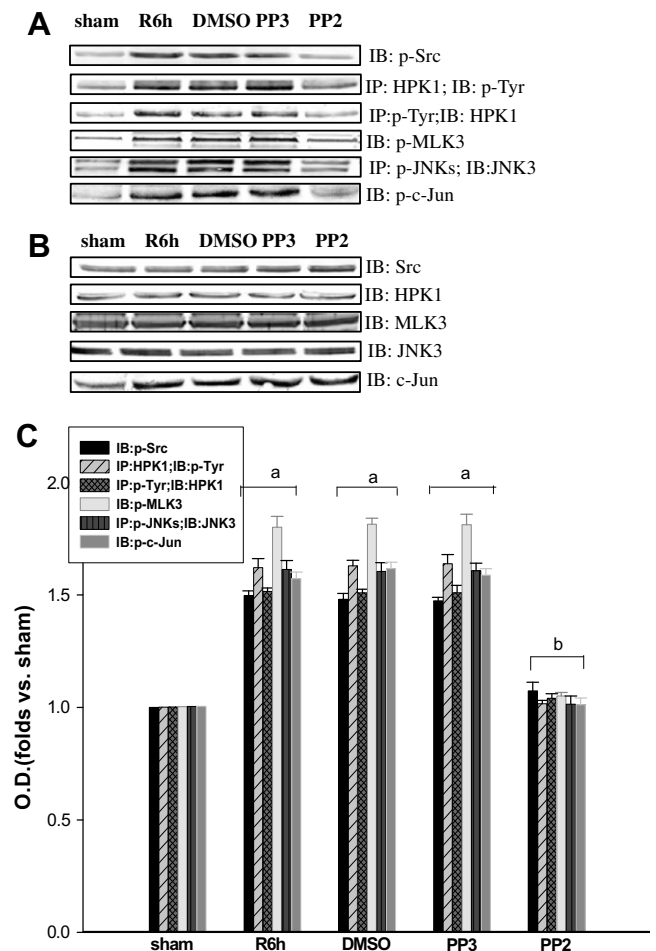 A
sham R6h DMSO PP3 PP2
IB: p-Src
IP: HPK1; IB: p-Tyr
IP:p-Tyr;IB: HPK1
IB: p-MLK3
IP: p-JNKs; IB:JNK3
IB: p-c-Jun
B
sham R6h DMSO PP3 PP2
IB: Src
IB: HPK1
IB: MLK3
IB: JNK3
IB: c-Jun
C
IB:p-Src
IP:HPK1;IB:p-Tyr
IP:p-Tyr;IB:HPK1
IB:p-MLK3
IP:p-JNKs;IB:JNK3
IB:p-c-Jun
a a a
b
O.D.(folds vs. sham)
2.0
1.5
1.0
0.5
0.0
sham R6h DMSO PP3 PP2